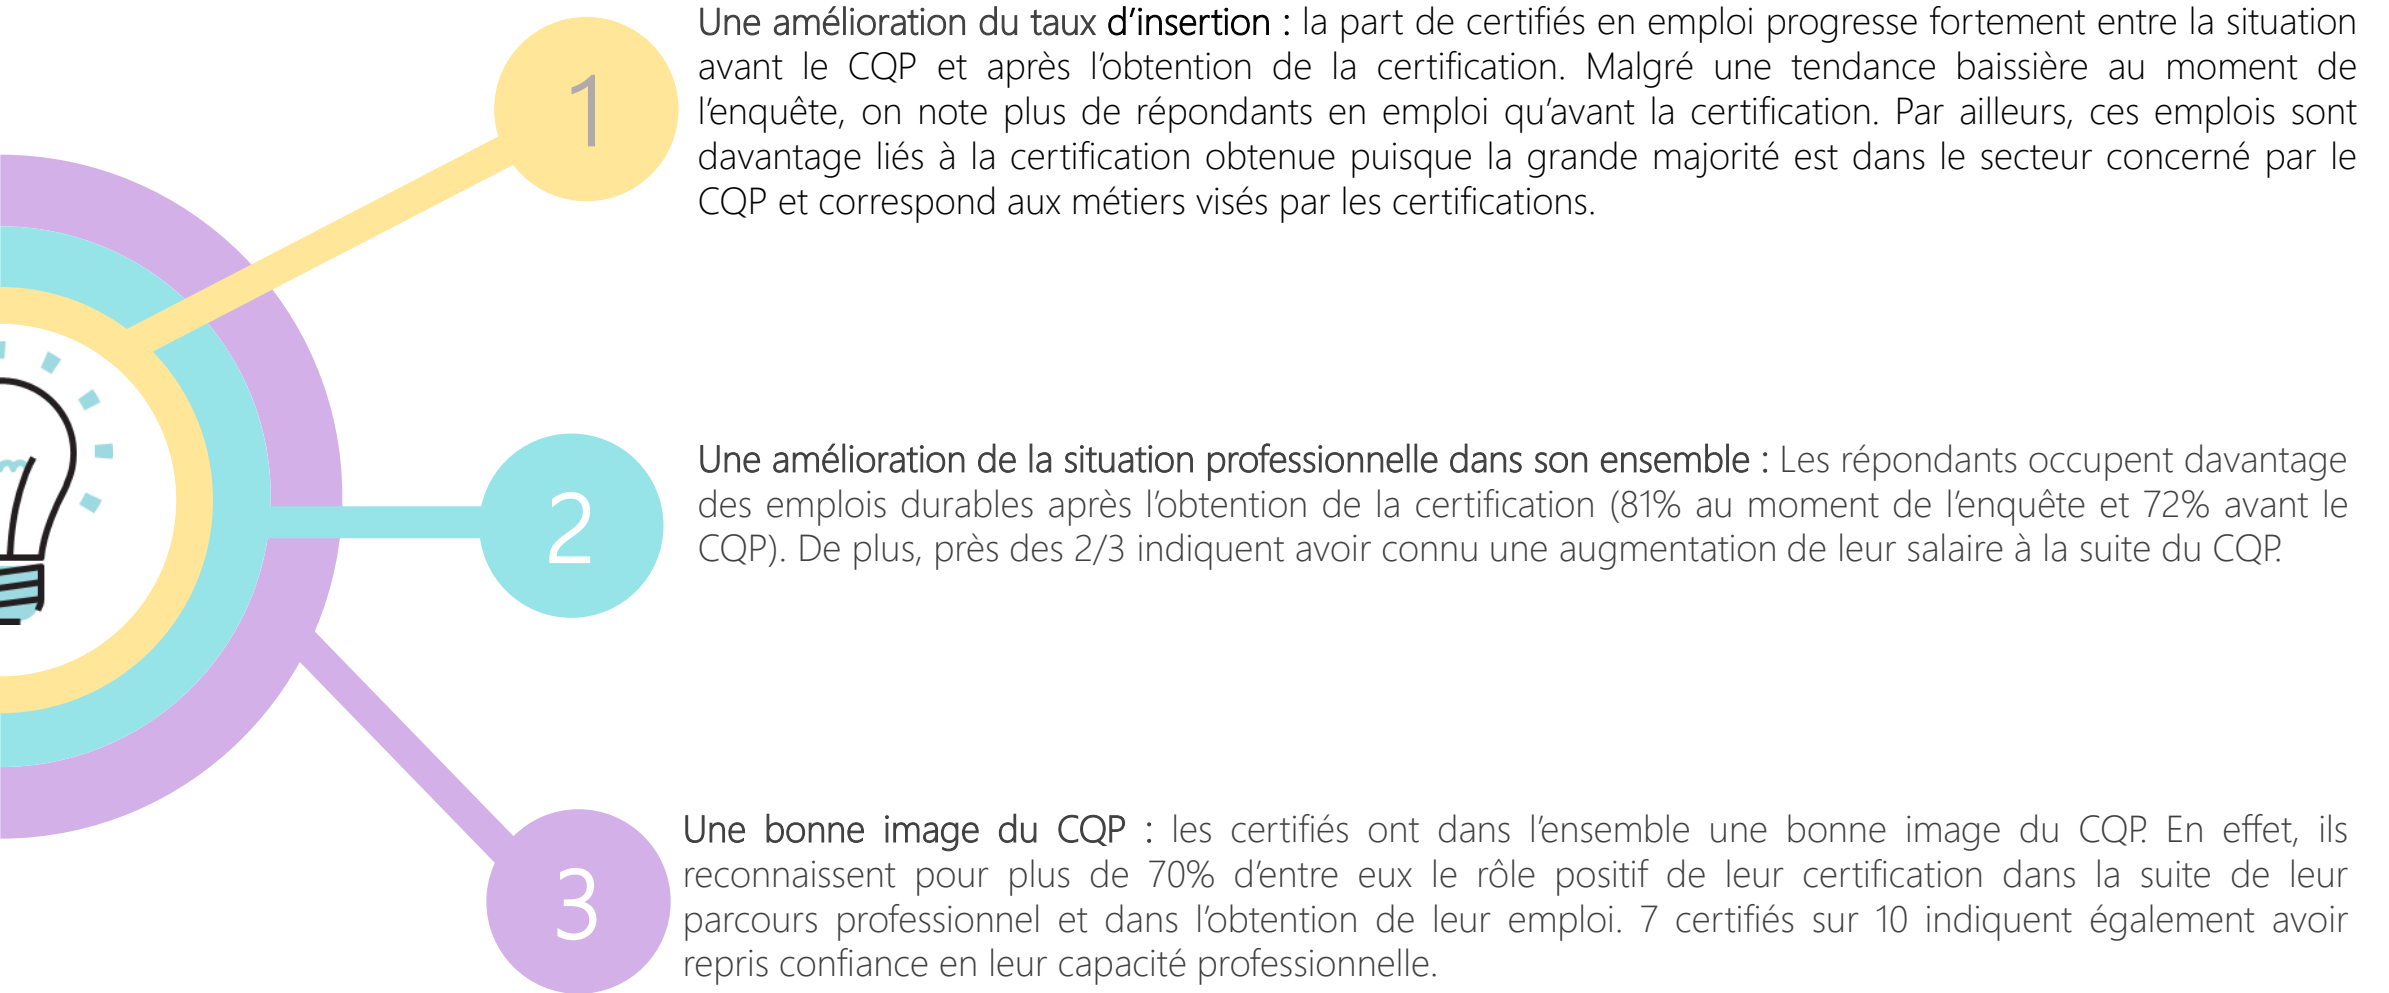 1
Une amélioration du taux d’insertion : la part de certifiés en emploi progresse fortement entre la situation
avant le CQP et après l’obtention de la certification. Malgré une tendance baissière au moment de
l’enquête, on note plus de répondants en emploi qu’avant la certification. Par ailleurs, ces emplois sont
davantage liés à la certification obtenue puisque la grande majorité est dans le secteur concerné par le
CQP et correspond aux métiers visés par les certifications.
2
Une amélioration de la situation professionnelle dans son ensemble : Les répondants occupent davantage
des emplois durables après l’obtention de la certification (81% au moment de l’enquête et 72% avant le
CQP). De plus, près des 2/3 indiquent avoir connu une augmentation de leur salaire à la suite du CQP.
3
Une bonne image du CQP : les certifiés ont dans l’ensemble une bonne image du CQP. En effet, ils
reconnaissent pour plus de 70% d’entre eux le rôle positif de leur certification dans la suite de leur
parcours professionnel et dans l’obtention de leur emploi. 7 certifiés sur 10 indiquent également avoir
repris confiance en leur capacité professionnelle.